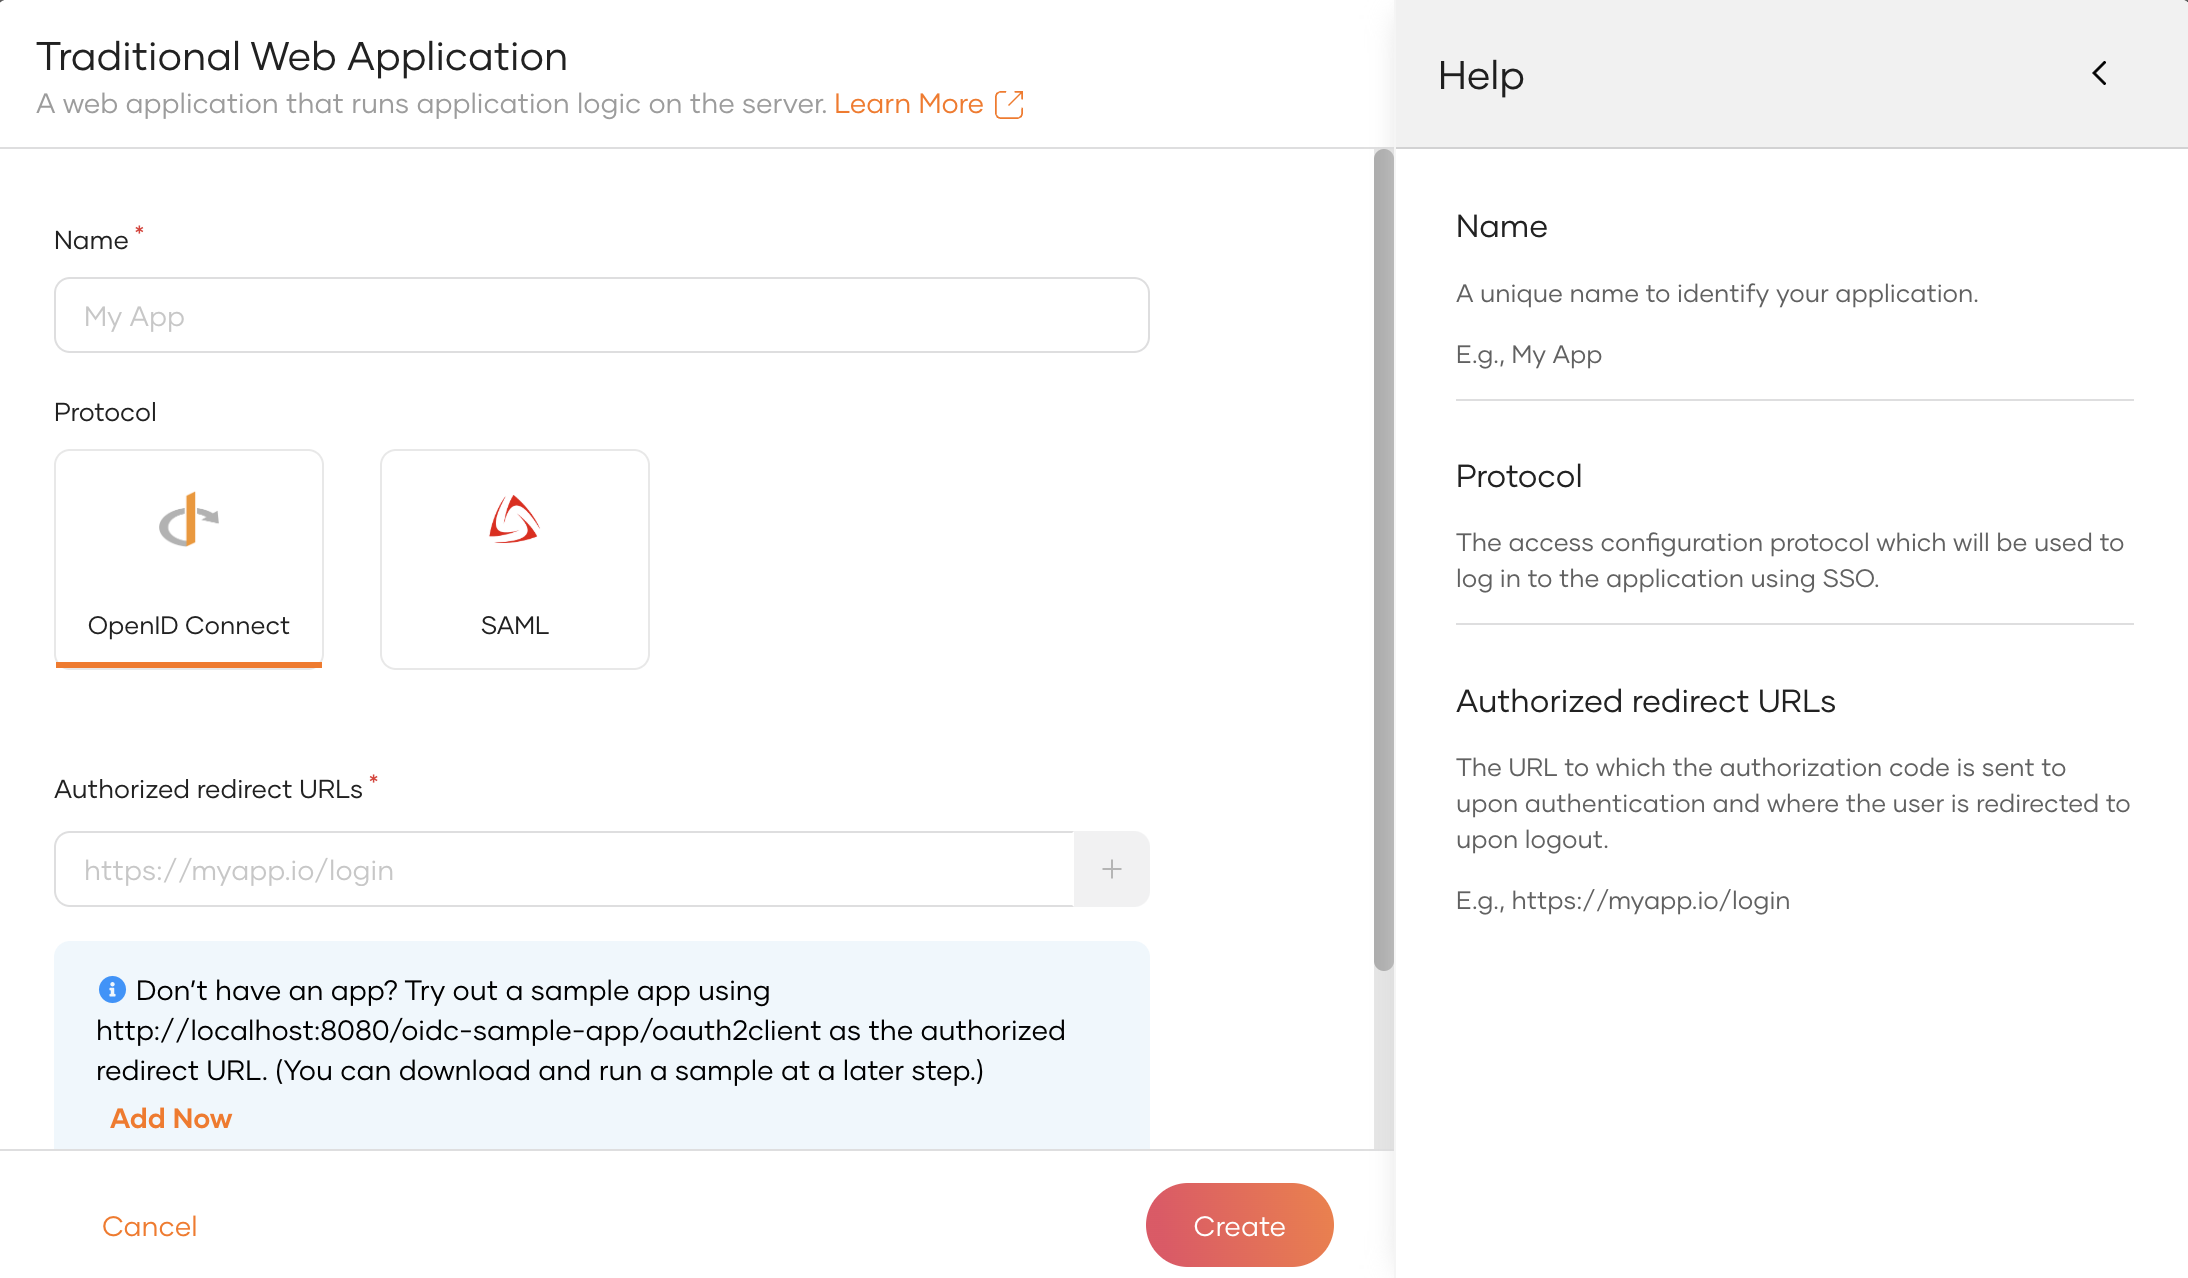 Traditional Web Application
A web application that runs application logic on the server. Learn More
Name *
My App
Protocol
OpenID Connect
SAML
Authorized redirect URLs *
https://myapp.io/login
+
Don't have an app? Try out a sample app using
http://localhost:8080/oidc-sample-app/oauth2client as the authorized
redirect URL. (You can download and run a sample at a later step.)
Add Now
Cancel
Create
Help
Name
A unique name to identify your application.
E.g., My App
Protocol
The access configuration protocol which will be used to
log in to the application using SSO.
Authorized redirect URLs
The URL to which the authorization code is sent to
upon authentication and where the user is redirected to
upon logout.
E.g., https://myapp.io/login